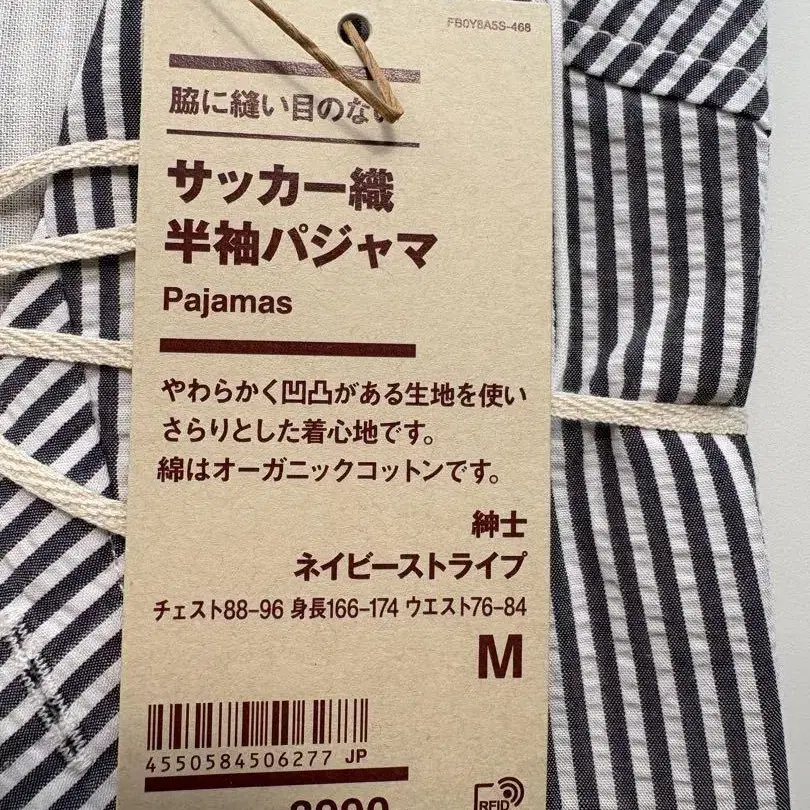 FB0Y8A5S-468
脇に縫い目のない
サッカー織
半袖パジャマ
Pajamas
やわらかく凹凸がある生地を使い
さらりとした着心地です。
綿はオーガニックコットンです。
紳士
ネイビーストライプ
チェスト88-96 身長166-174 ウエスト76-84
M
4550584506277 JP
RFID